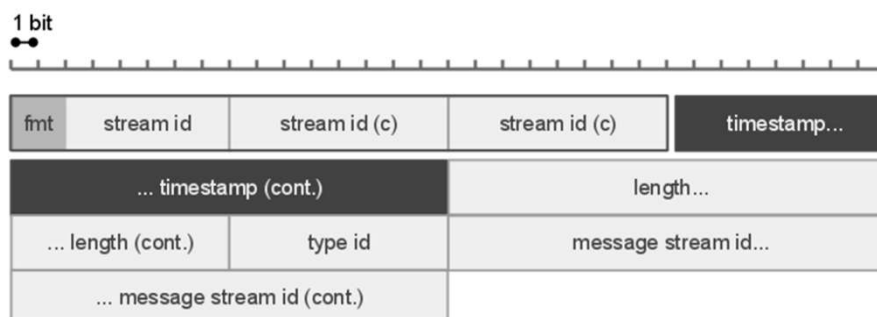 1 bit
fmt stream id stream id (c) stream id (c) timestamp...
... timestamp (cont.) length...
... length (cont.) type id message stream id...
... message stream id (cont.)